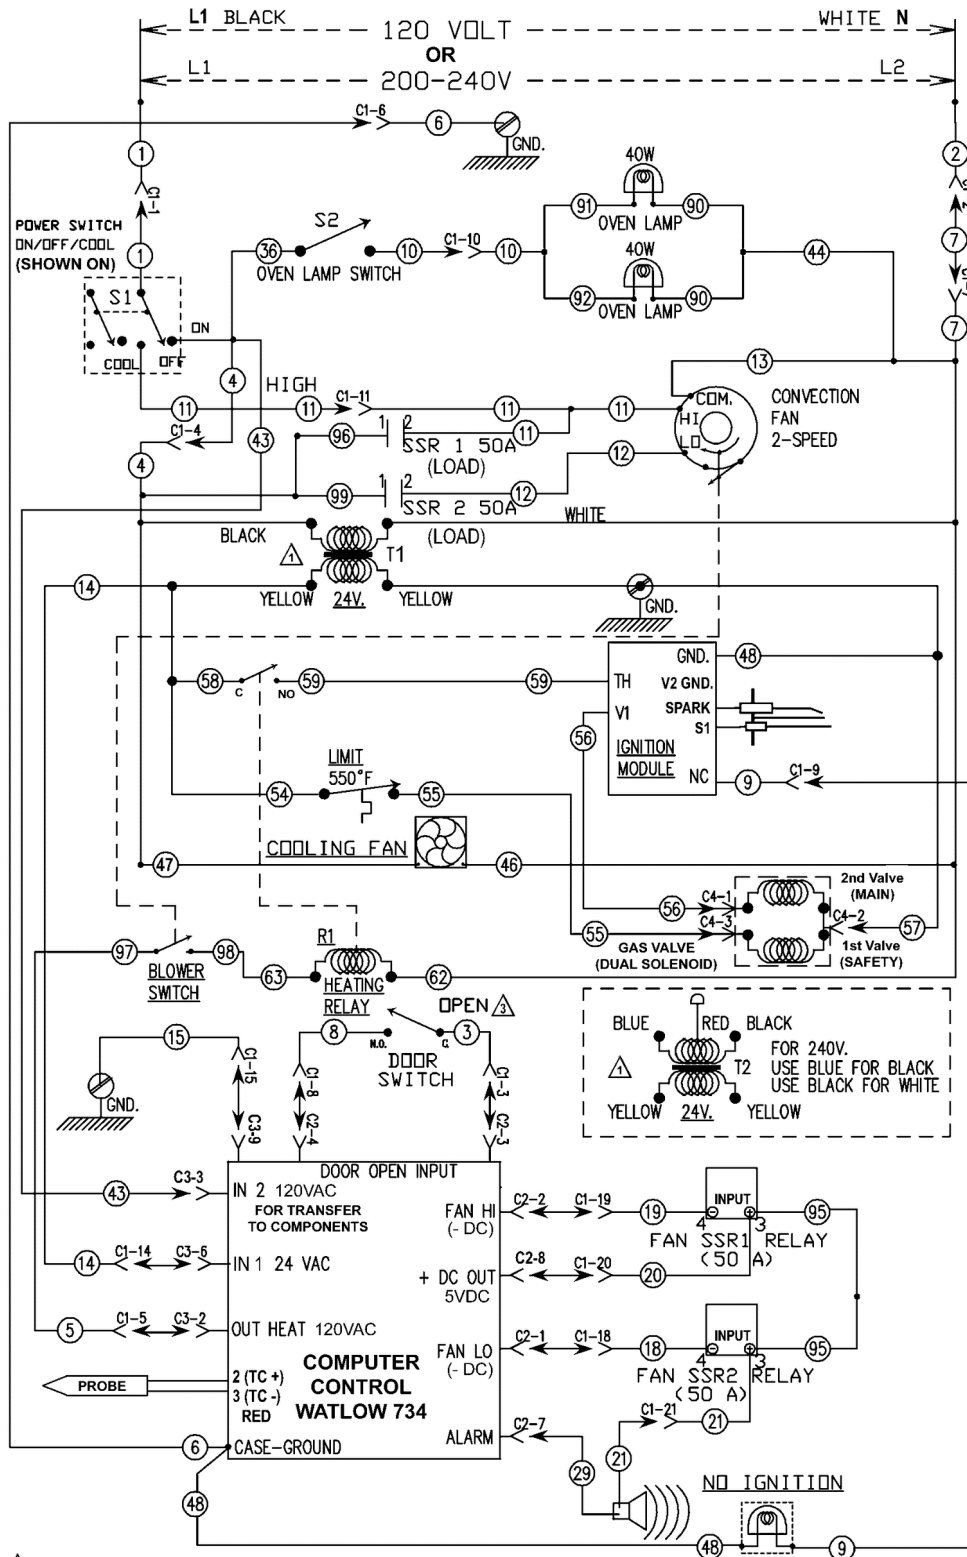 L1 BLACK
WHITE N
120 VOLT
OR
L1
L2
200-240V
C1-6
6
GND.
1
2
C1-1
POWER SWITCH
ON/OFF/COOL
(SHOWN ON)
1
7
7
S1
ON
COOL
OFF
S2
36
10
C1-10
10
OVEN LAMP SWITCH
40W
91
90
OVEN LAMP
40W
92
90
OVEN LAMP
44
13
4
HIGH
11
11
C1-11
11
11
COM.
HI
LO
CONVECTION
FAN
2-SPEED
C1-4
43
96
1
2
11
SSR 1 50A
(LOAD)
4
12
99
1
2
12
SSR 2 50A
(LOAD)
BLACK
WHITE
1
T1
14
YELLOW
24V.
YELLOW
GND.
58
C
NO
59
59
TH
V1
GND.
V2 GND.
SPARK
S1
IGNITION
MODULE
NC
48
9
C1-9
56
LIMIT
550°F
54
55
COOLING FAN
47
46
56
C4-1
55
C4-3
GAS VALVE
(DUAL SOLENOID)
2nd Valve
(MAIN)
C4-2
57
1st Valve
(SAFETY)
97
98
BLOWER
SWITCH
63
R1
62
HEATING
RELAY
OPEN 3
8
N.O.
C.
3
DOOR
SWITCH
15
GND.
C1-15
C3-9
C1-8
C2-4
C1-3
C2-3
BLUE
RED
BLACK
1
T2
YELLOW
24V.
YELLOW
FOR 240V.
USE BLUE FOR BLACK
USE BLACK FOR WHITE
DOOR OPEN INPUT
43
C3-3
IN 2 120VAC
FOR TRANSFER
TO COMPONENTS
14
C1-14
C3-6
IN 1 24 VAC
5
C1-5
C3-2
OUT HEAT 120VAC
PROBE
2 (TC +)
3 (TC -)
RED
COMPUTER
CONTROL
WATLOW 734
6
CASE-GROUND
FAN HI
(- DC)
C2-2
C1-19
19
INPUT
4
3
95
FAN SSR1 RELAY
(50 A)
+ DC OUT
5VDC
C2-8
C1-20
20
FAN LO
(- DC)
C2-1
C1-18
18
INPUT
4
3
95
FAN SSR2 RELAY
(50 A)
ALARM
C2-7
C1-21
21
21
29
NO IGNITION
48
48
9